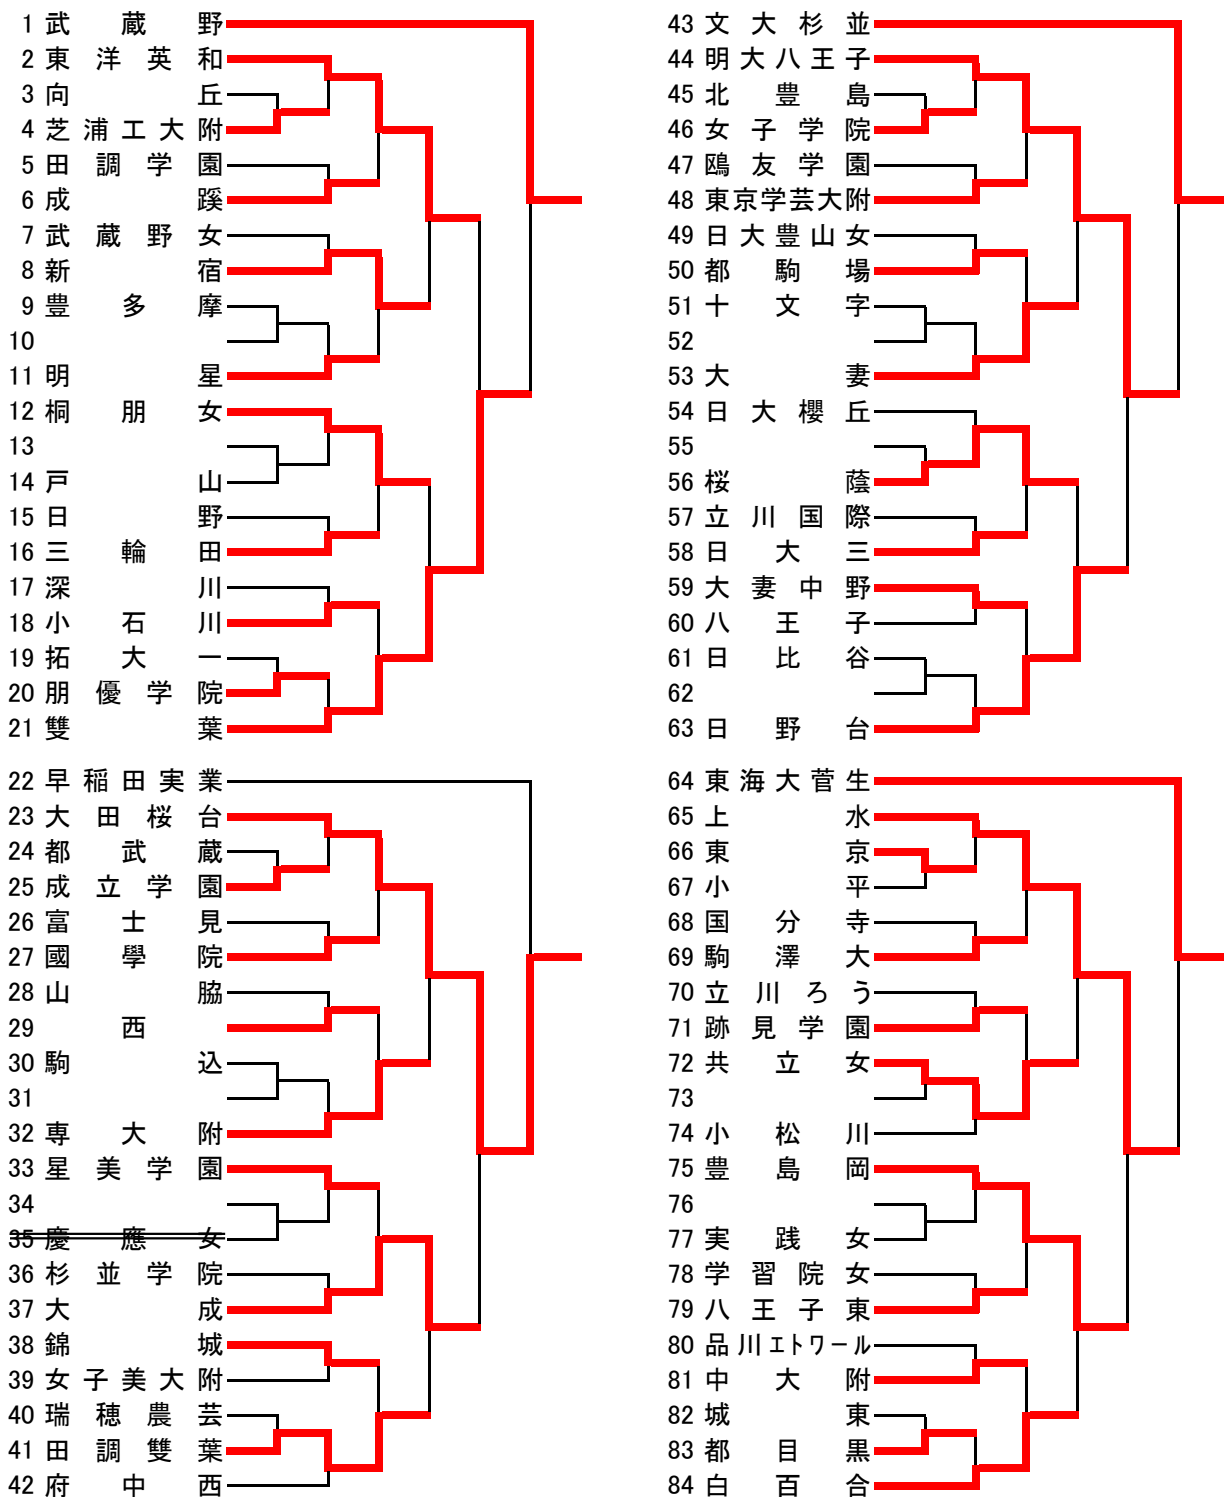 1 武蔵野
2 東洋英和
3 向丘
4 芝浦工大附
5 田調学園
6 成蹊
7 武蔵野女
8 新宿
9 豊多摩
10
11 明星
12 桐朋女
13
14 戸山
15 日野
16 三輪田
17 深川
18 小石川
19 拓大一
20 朋優学院
21 雙葉
22 早稲田実業
23 大田桜台
24 都武蔵
25 成立学園
26 富士見
27 國學院
28 山脇
29 西
30 駒込
31
32 専大附
33 星美学園
34
35 慶應女
36 杉並学院
37 大成
38 錦城
39 女子美大附
40 瑞穂農芸
41 田調雙葉
42 府中西
43 文大杉並
44 明大八王子
45 北豊島
46 女子学院
47 鴎友学園
48 東京学芸大附
49 日大豊山女
50 都駒場
51 十文字
52
53 大妻
54 日大櫻丘
55
56 桜蔭
57 立川国際
58 日大三
59 大妻中野
60 八王子
61 日比谷
62
63 日野台
64 東海大菅生
65 上水
66 東京
67 小平
68 国分寺
69 駒澤大
70 立川ろう
71 跡見学園
72 共立女
73
74 小松川
75 豊島岡
76
77 実践女
78 学習院女
79 八王子東
80 品川エトワール
81 中大附
82 城東
83 都目黒
84 白百合